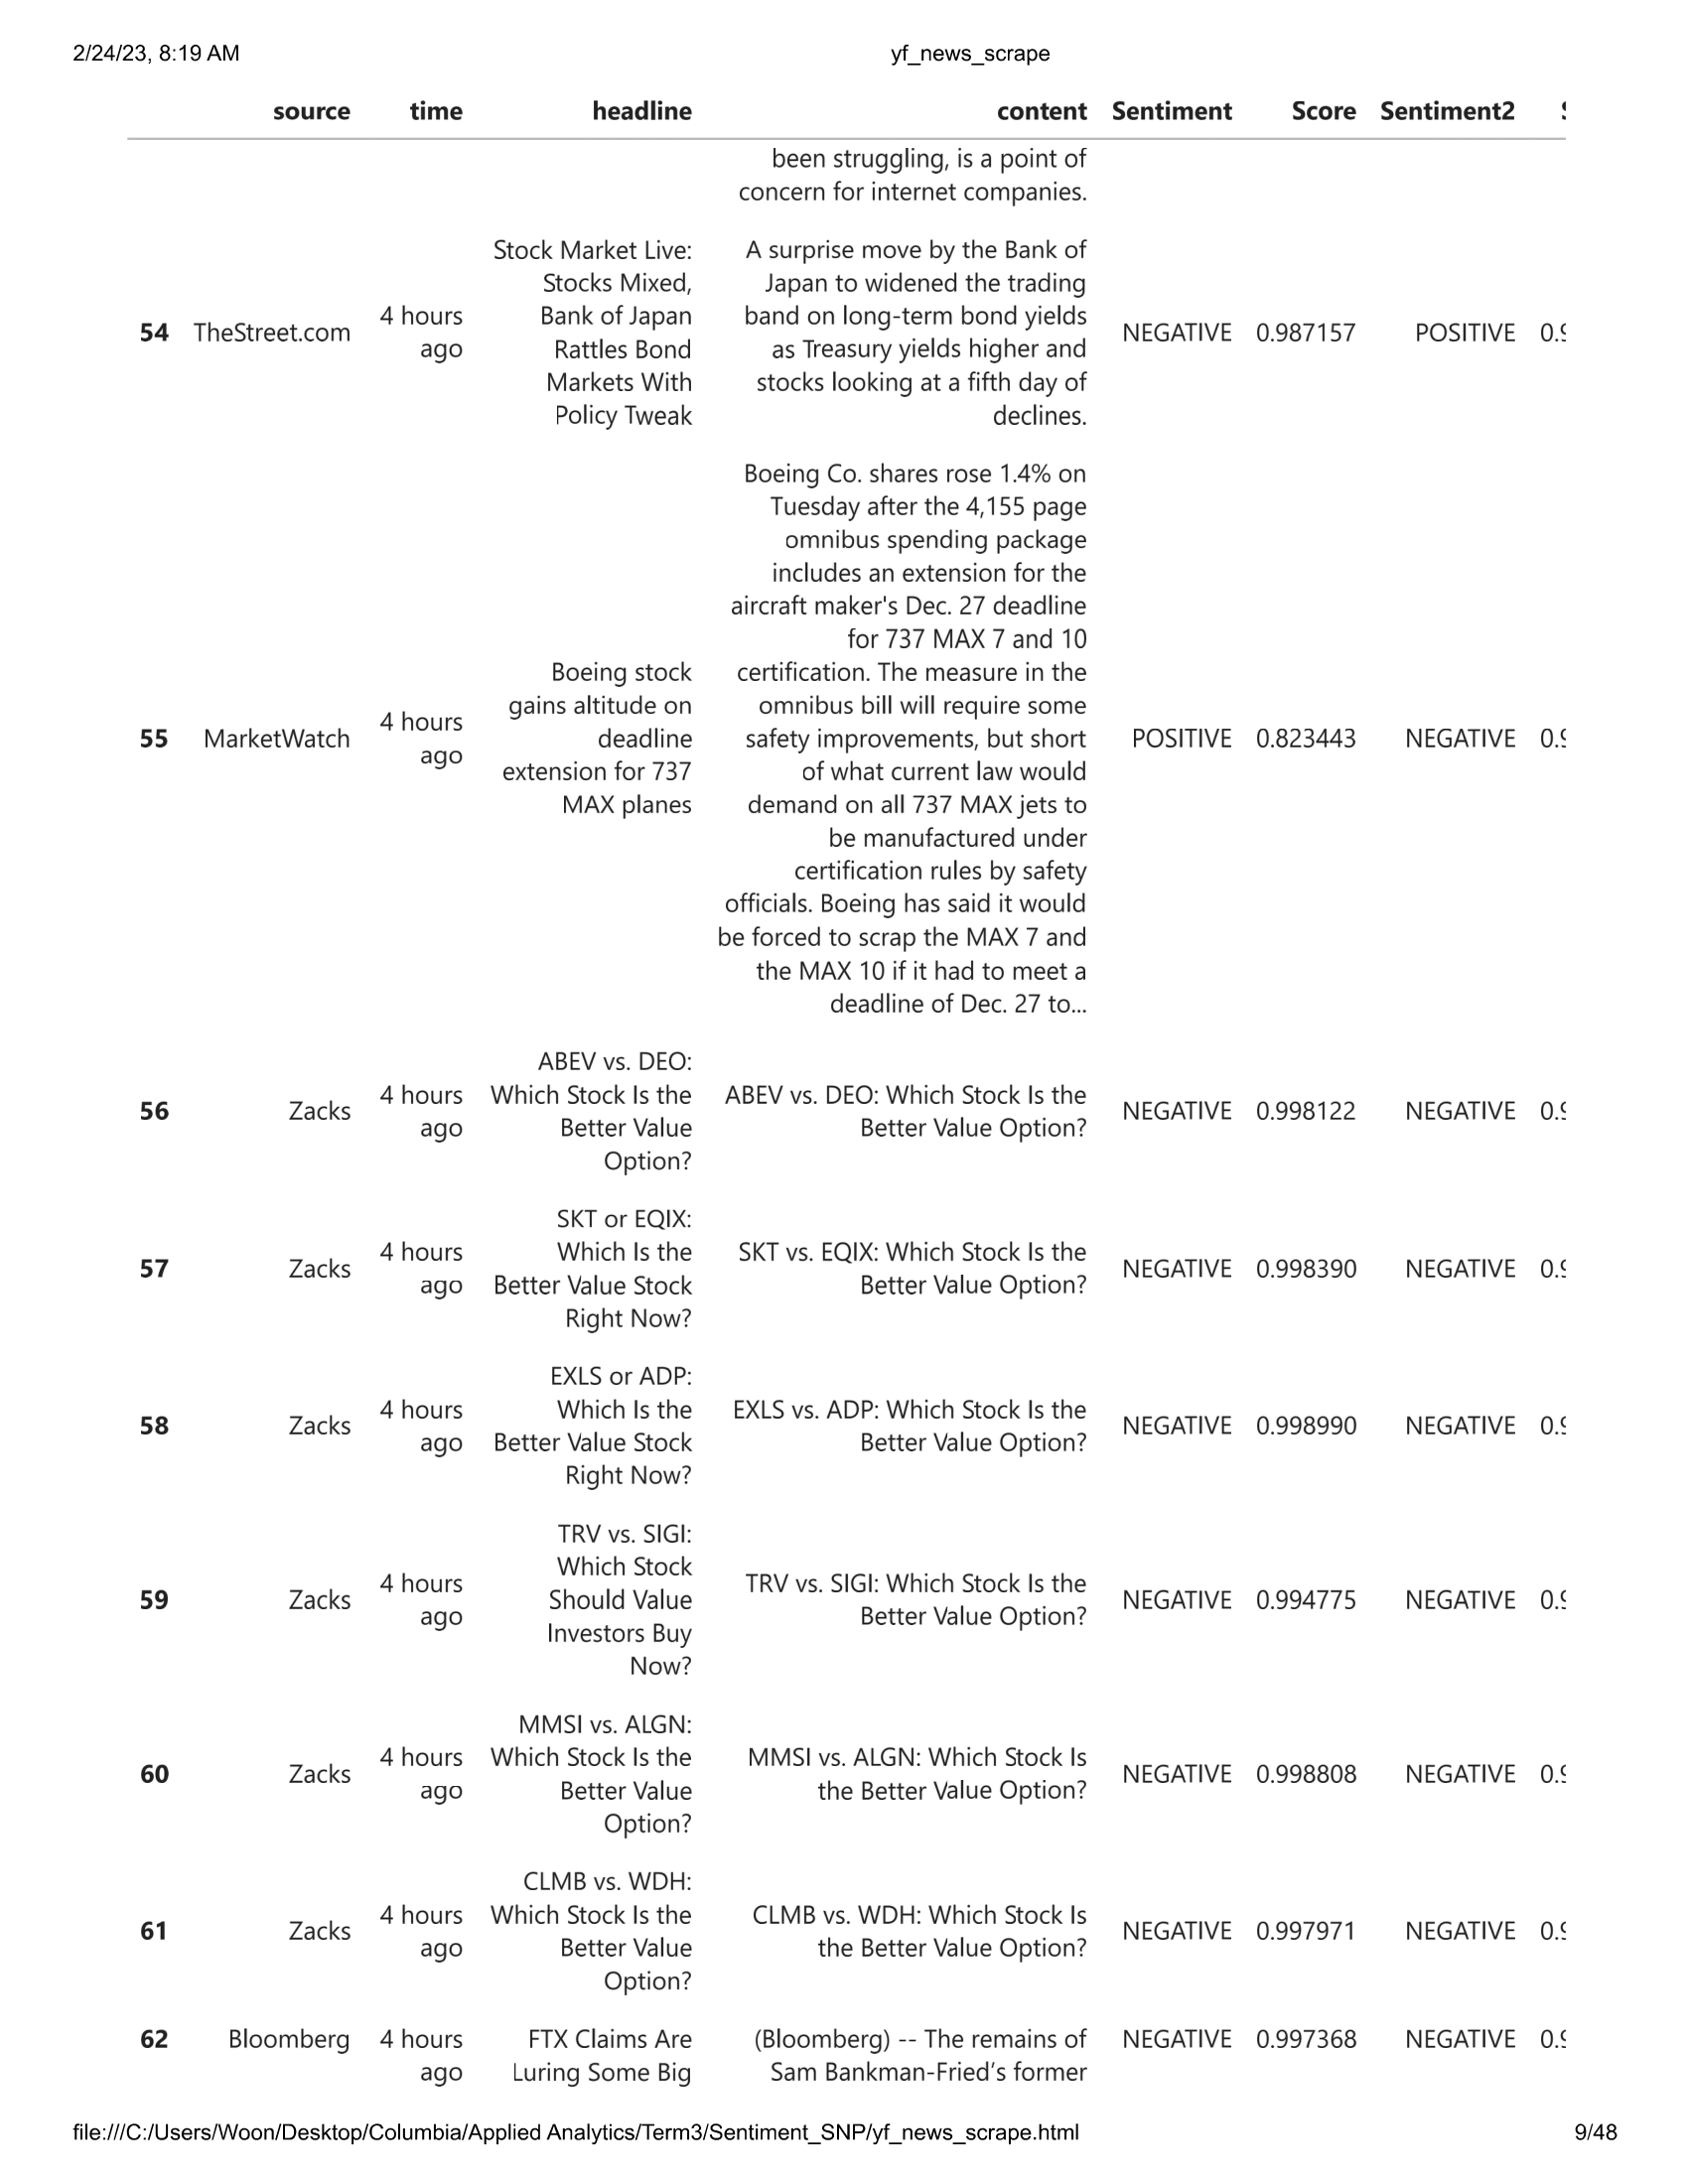 2/24/23, 8:19 AM yf_news_scrape
source time headline content Sentiment Score Sentiment2
been struggling, is a point of
concern for internet companies.
54 TheStreet.com 4 hours
ago
Stock Market Live:
Stocks Mixed,
Bank of Japan
Rattles Bond
Markets With
Policy Tweak
A surprise move by the Bank of
Japan to widened the trading
band on long-term bond yields
as Treasury yields higher and
stocks looking at a fifth day of
declines.
NEGATIVE 0.987157 POSITIVE 0.9
55 MarketWatch 4 hours
ago
Boeing stock
gains altitude on
deadline
extension for 737
MAX planes
Boeing Co. shares rose 1.4% on
Tuesday after the 4,155 page
omnibus spending package
includes an extension for the
aircraft maker's Dec. 27 deadline
for 737 MAX 7 and 10
certification. The measure in the
omnibus bill will require some
safety improvements, but short
of what current law would
demand on all 737 MAX jets to
be manufactured under
certification rules by safety
officials. Boeing has said it would
be forced to scrap the MAX 7 and
the MAX 10 if it had to meet a
deadline of Dec. 27 to...
POSITIVE 0.823443 NEGATIVE 0.9
56 Zacks 4 hours
ago
ABEV vs. DEO:
Which Stock Is the
Better Value
Option?
ABEV vs. DEO: Which Stock Is the
Better Value Option?
NEGATIVE 0.998122 NEGATIVE 0.9
57 Zacks 4 hours
ago
SKT or EQIX:
Which Is the
Better Value Stock
Right Now?
SKT vs. EQIX: Which Stock Is the
Better Value Option?
NEGATIVE 0.998390 NEGATIVE 0.9
58 Zacks 4 hours
ago
EXLS or ADP:
Which Is the
Better Value Stock
Right Now?
EXLS vs. ADP: Which Stock Is the
Better Value Option?
NEGATIVE 0.998990 NEGATIVE 0.9
59 Zacks 4 hours
ago
TRV vs. SIGI:
Which Stock
Should Value
Investors Buy
Now?
TRV vs. SIGI: Which Stock Is the
Better Value Option?
NEGATIVE 0.994775 NEGATIVE 0.9
60 Zacks 4 hours
ago
MMSI vs. ALGN:
Which Stock Is the
Better Value
Option?
MMSI vs. ALGN: Which Stock Is
the Better Value Option?
NEGATIVE 0.998808 NEGATIVE 0.9
61 Zacks 4 hours
ago
CLMB vs. WDH:
Which Stock Is the
Better Value
Option?
CLMB vs. WDH: Which Stock Is
the Better Value Option?
NEGATIVE 0.997971 NEGATIVE 0.9
62 Bloomberg 4 hours
ago
FTX Claims Are
Luring Some Big
(Bloomberg) -- The remains of
Sam Bankman-Fried’s former
NEGATIVE 0.997368 NEGATIVE 0.9
file:///C:/Users/Woon/Desktop/Columbia/Applied Analytics/Term3/Sentiment_SNP/yf_news_scrape.html 9/48